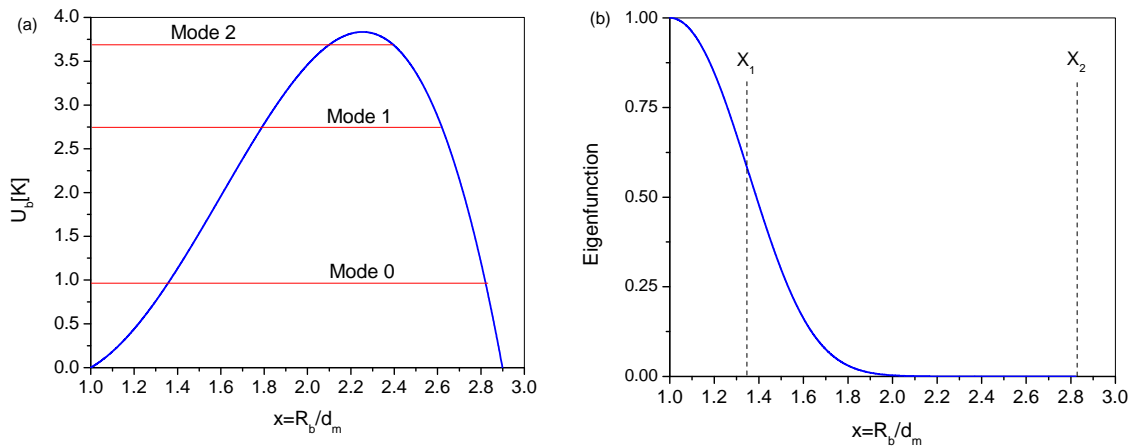 (a)
4.0
3.5
3.0
2.5
2.0
1.5
1.0
0.5
0.0
U_b[K]
Mode 2
Mode 1
Mode 0
1.0 1.2 1.4 1.6 1.8 2.0 2.2 2.4 2.6 2.8 3.0
x=R_b/d_m
(b)
1.00
0.75
0.50
0.25
0.00
Eigenfunction
X_1
X_2
1.0 1.2 1.4 1.6 1.8 2.0 2.2 2.4 2.6 2.8 3.0
x=R_b/d_m